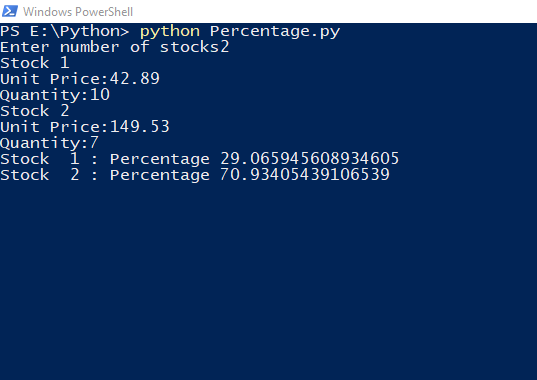 Windows PowerShell
PS E:\Python> python Percentage.py
Enter number of stocks2
Stock 1
Unit Price:42.89
Quantity:10
Stock 2
Unit Price:149.53
Quantity:7
Stock  1 : Percentage 29.065945608934605
Stock  2 : Percentage 70.93405439106539